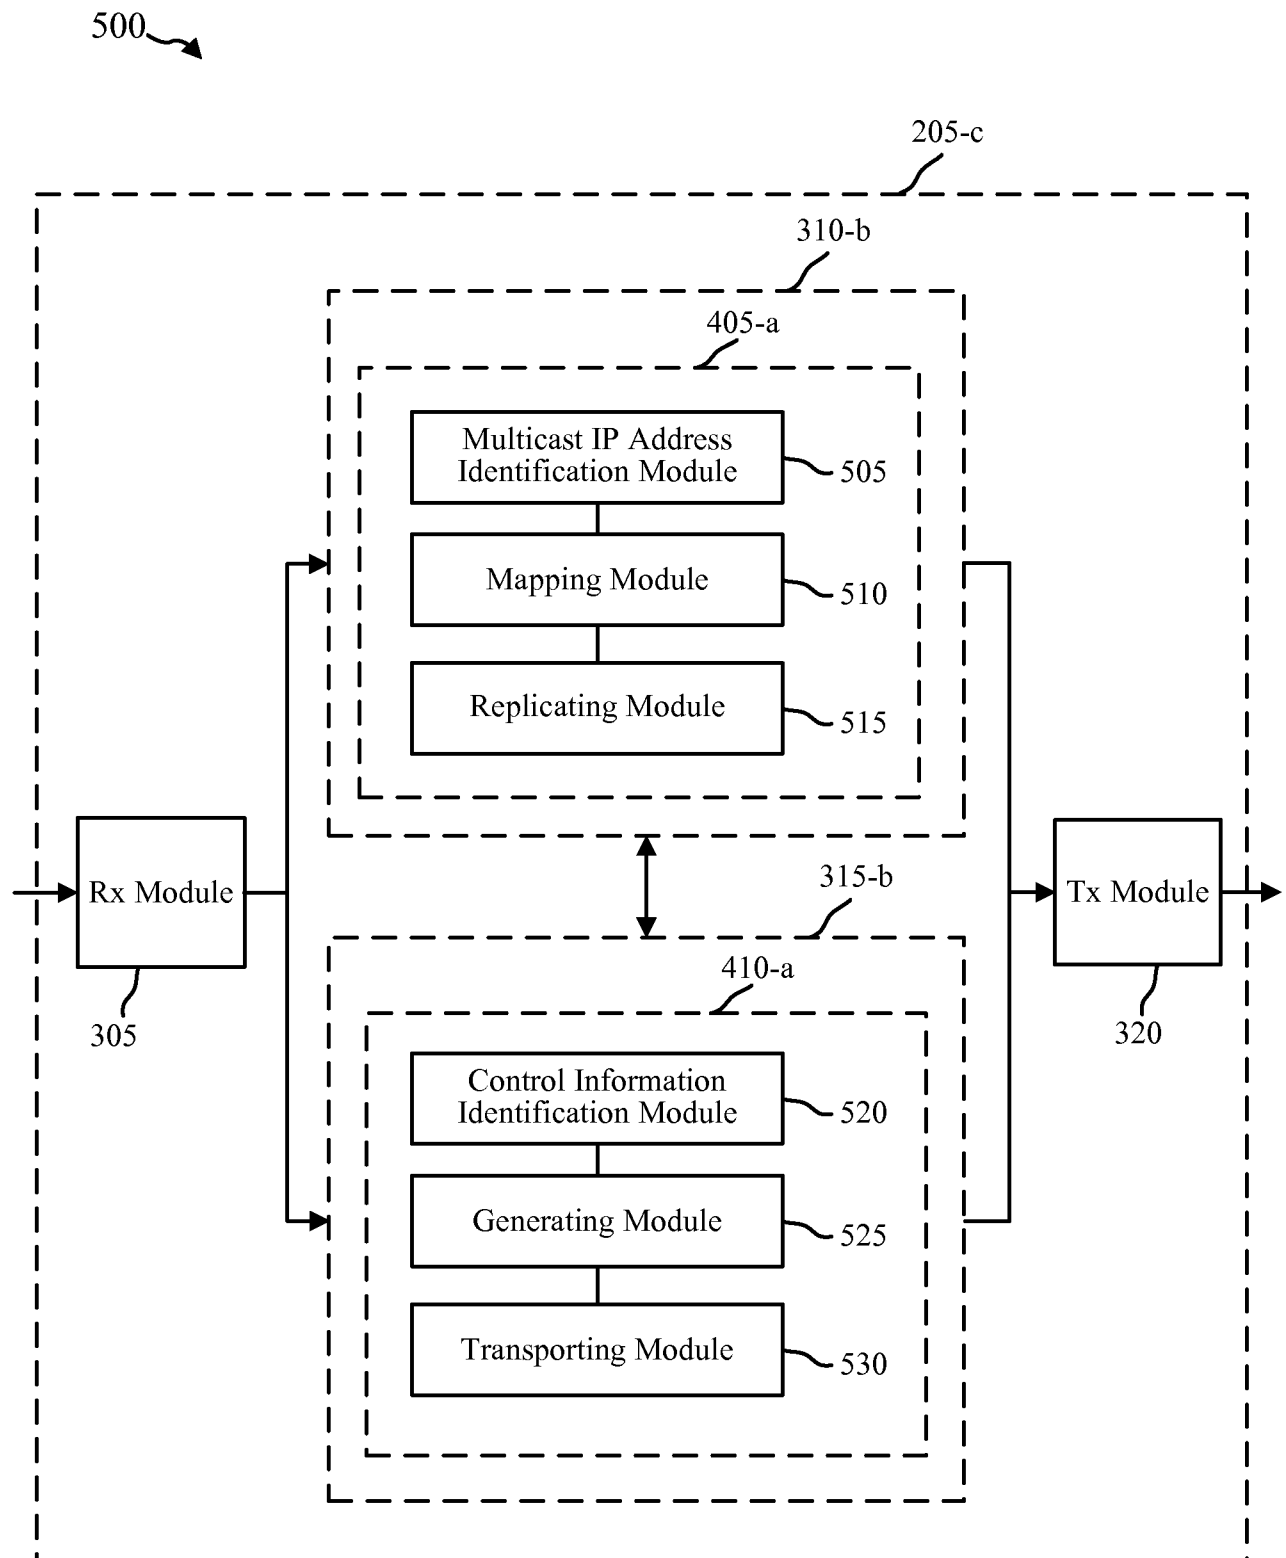 500
205-c
310-b
405-a
Multicast IP Address
Identification Module
505
Mapping Module
510
Replicating Module
515
Rx Module
305
315-b
Tx Module
320
410-a
Control Information
Identification Module
520
Generating Module
525
Transporting Module
530